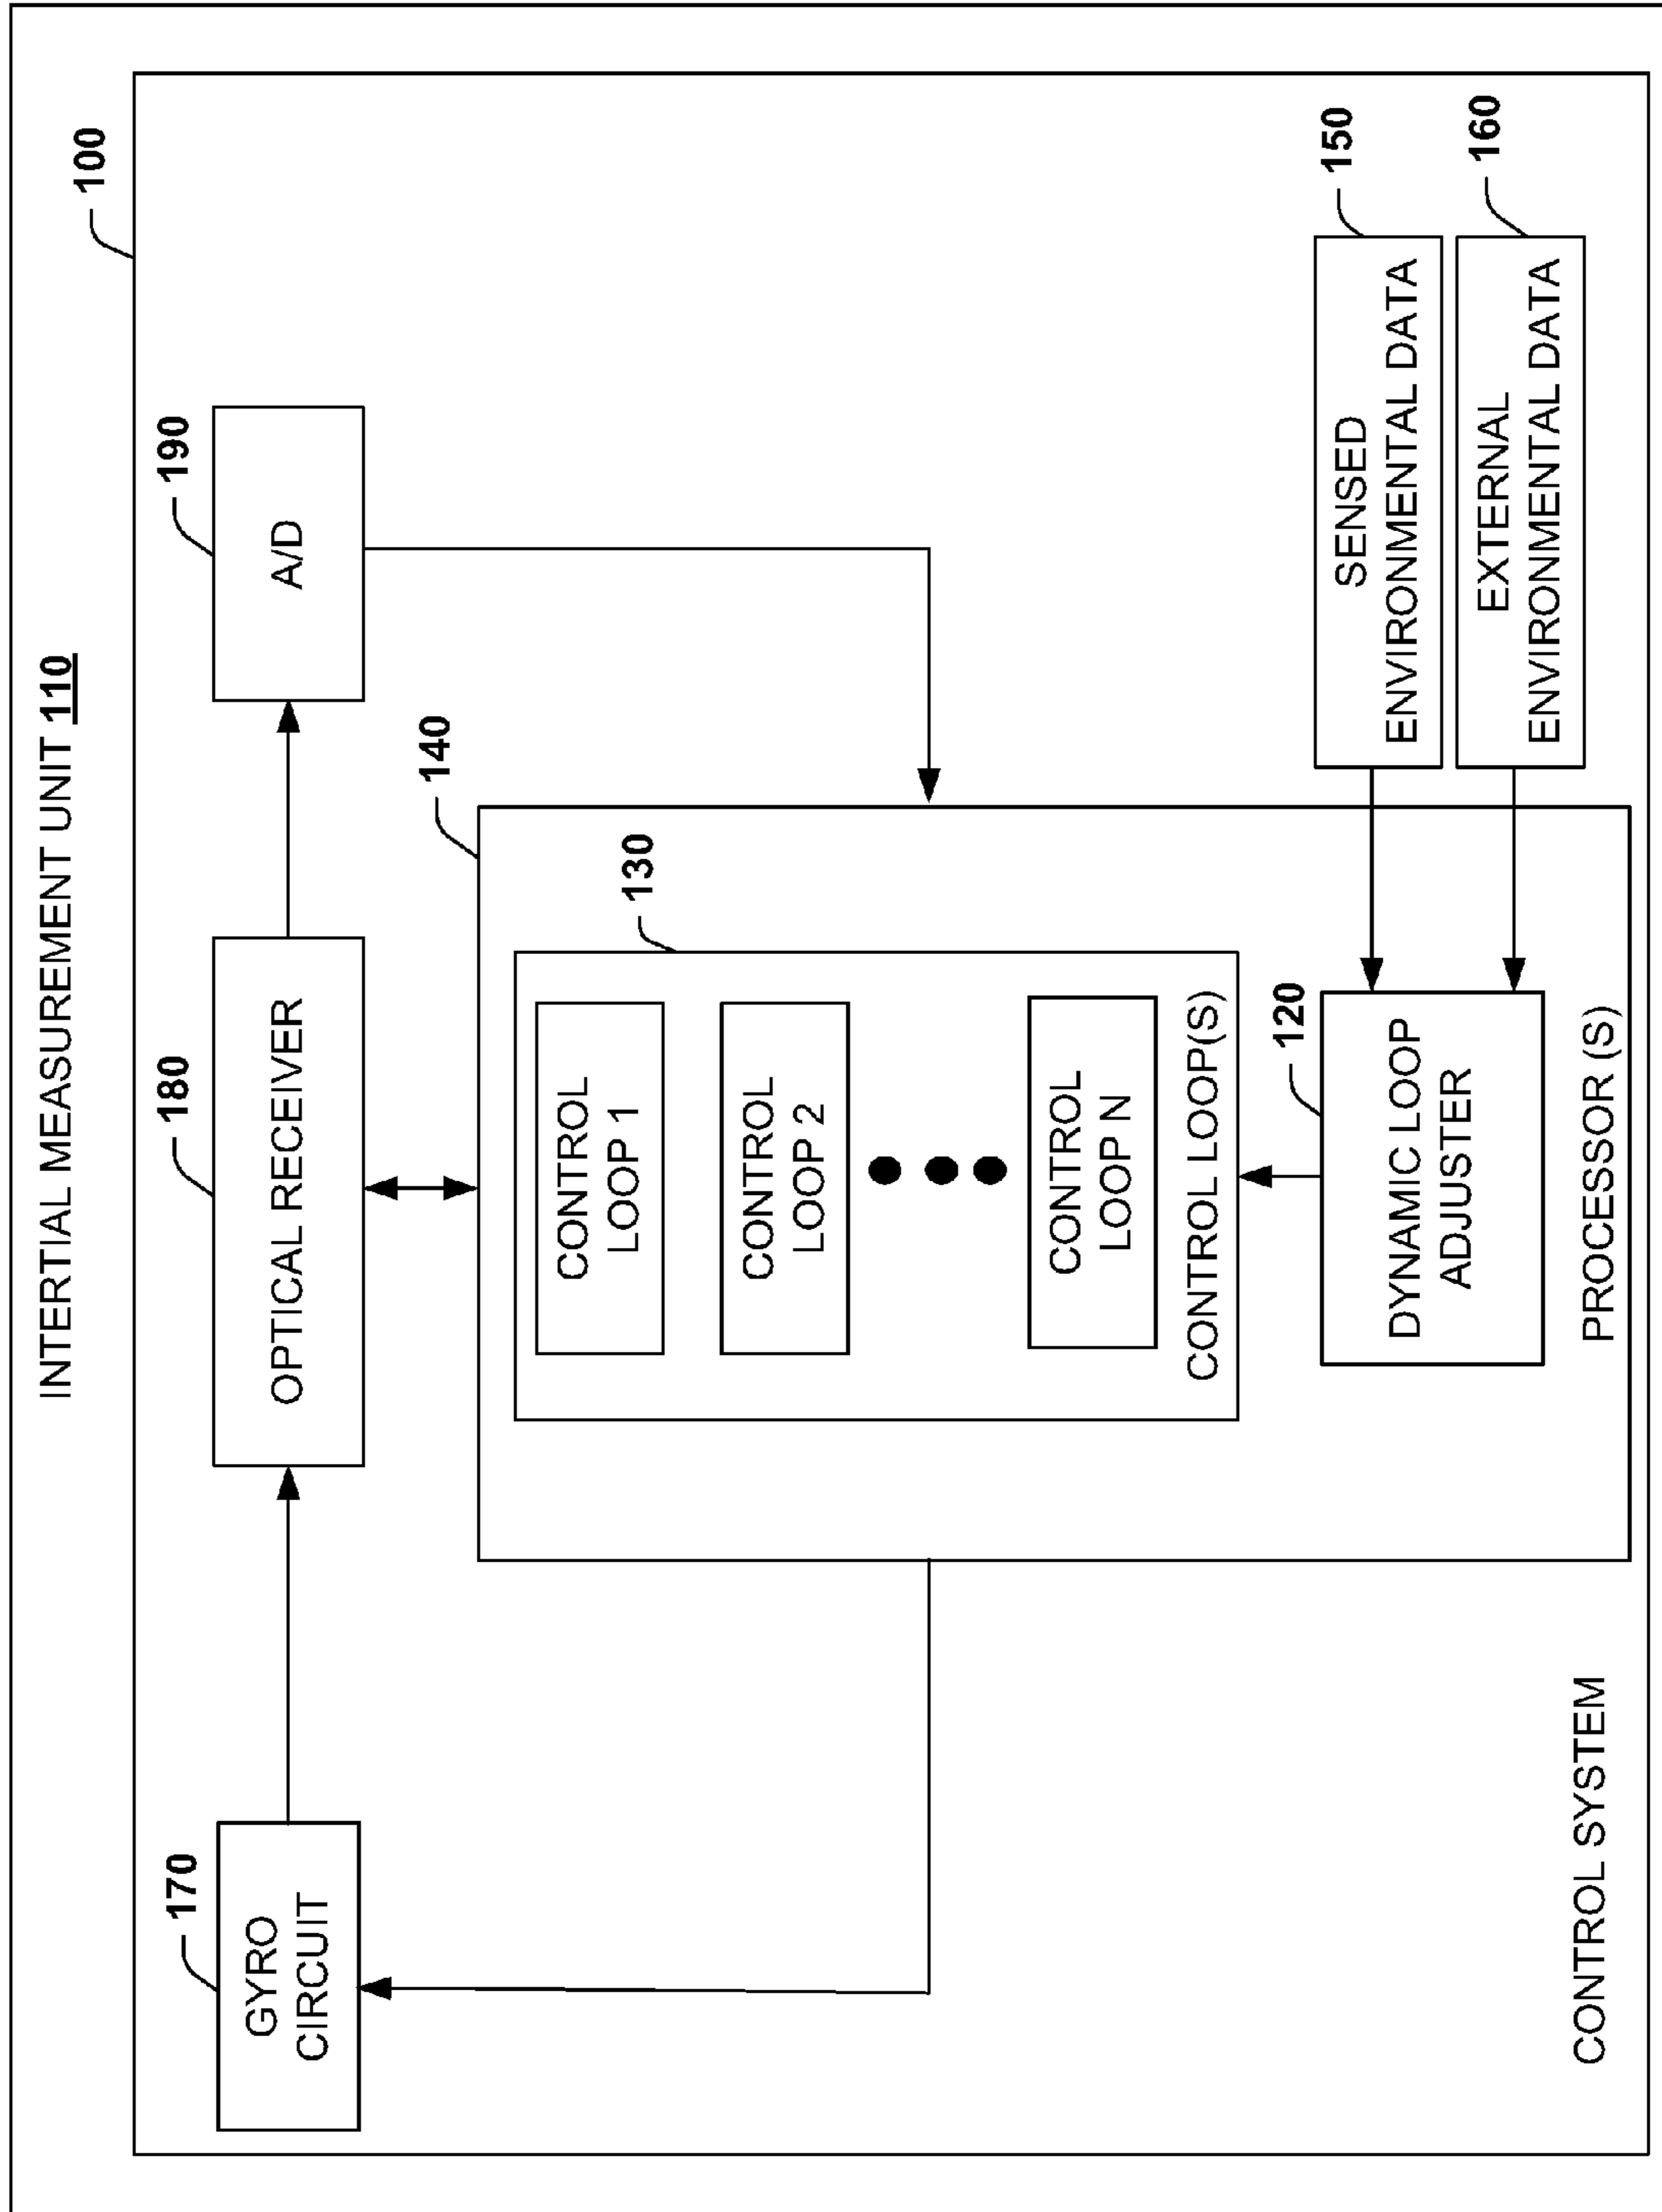 INTERTIAL MEASUREMENT UNIT 110
100
170
GYRO
CIRCUIT
180
OPTICAL RECEIVER
190
A/D
140
130
CONTROL
LOOP 1
CONTROL
LOOP 2
CONTROL
LOOP N
CONTROL LOOP(S)
120
DYNAMIC LOOP
ADJUSTER
PROCESSOR (S)
150
SENSED
ENVIRONMENTAL DATA
160
EXTERNAL
ENVIRONMENTAL DATA
CONTROL SYSTEM